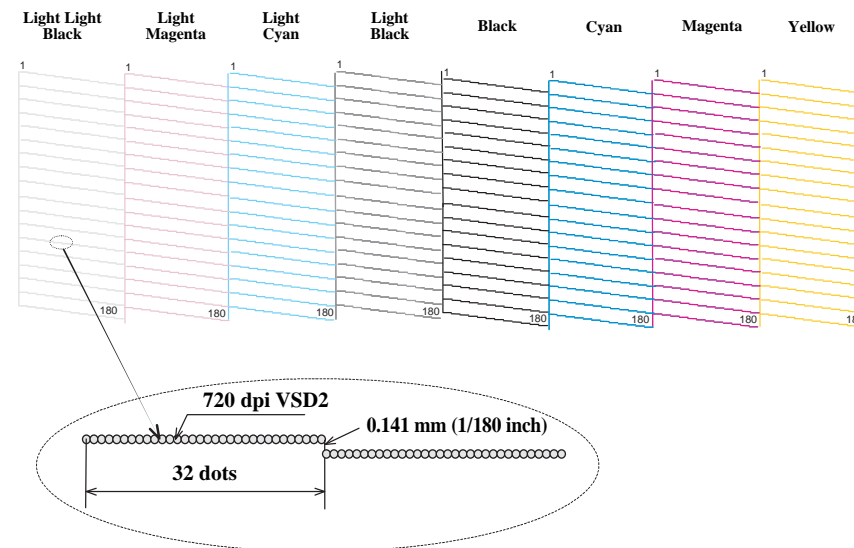 Light Light Black
Light Magenta
Light Cyan
Light Black
Black
Cyan
Magenta
Yellow
1
1
1
1
1
1
1
1
180
180
180
180
180
180
180
720 dpi VSD2
0.141 mm (1/180 inch)
32 dots